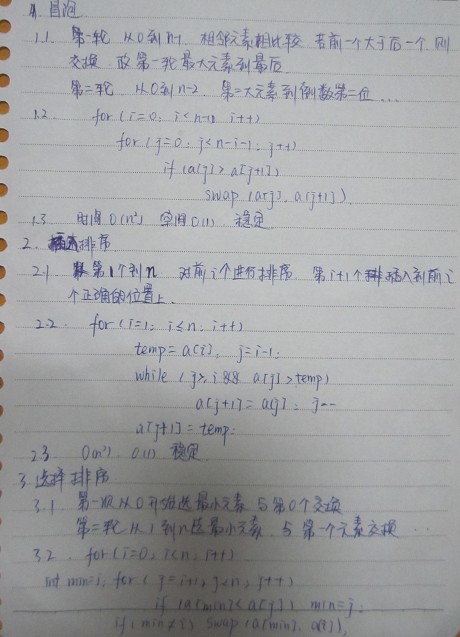 1. 冒泡
1.1. 第一轮 从0到n-1 相邻元素相比较 若前一个大于后一个 则
交换 故第一轮最大元素到最后
第二轮 从0到n-2 第二大元素到倒数第二位 ...
1.2. for (i=0; i<n-1; i++)
for (j=0; j<n-i-1; j++)
if (a[j]>a[j+1])
swap (a[j], a[j+1])
1.3 时间 O(n²) 空间 O(1) 稳定
2. 插入排序
2.1 第1个到n 对前i个进行排序 第i+1个 插入到前i
个正确的位置上.
2.2. for (i=1; i≤n; i++)
temp=a[i], j=i-1;
while (j≥ && a[j]>temp)
a[j+1]=a[j]; j--
a[j+1]=temp;
2.3 O(n²). O(1) 稳定
3. 选择排序
3.1 第一次从0开始选最小元素 与第0个交换
第二轮从1到n选最小元素 与第一个元素交换 ...
3.2. for(i=0; i<n; i++)
int min=i; for (j=i+1; j<n; j++)
if (a[min]<a[j]) min=j;
if(min≠i) swap(a[min], a[i]);